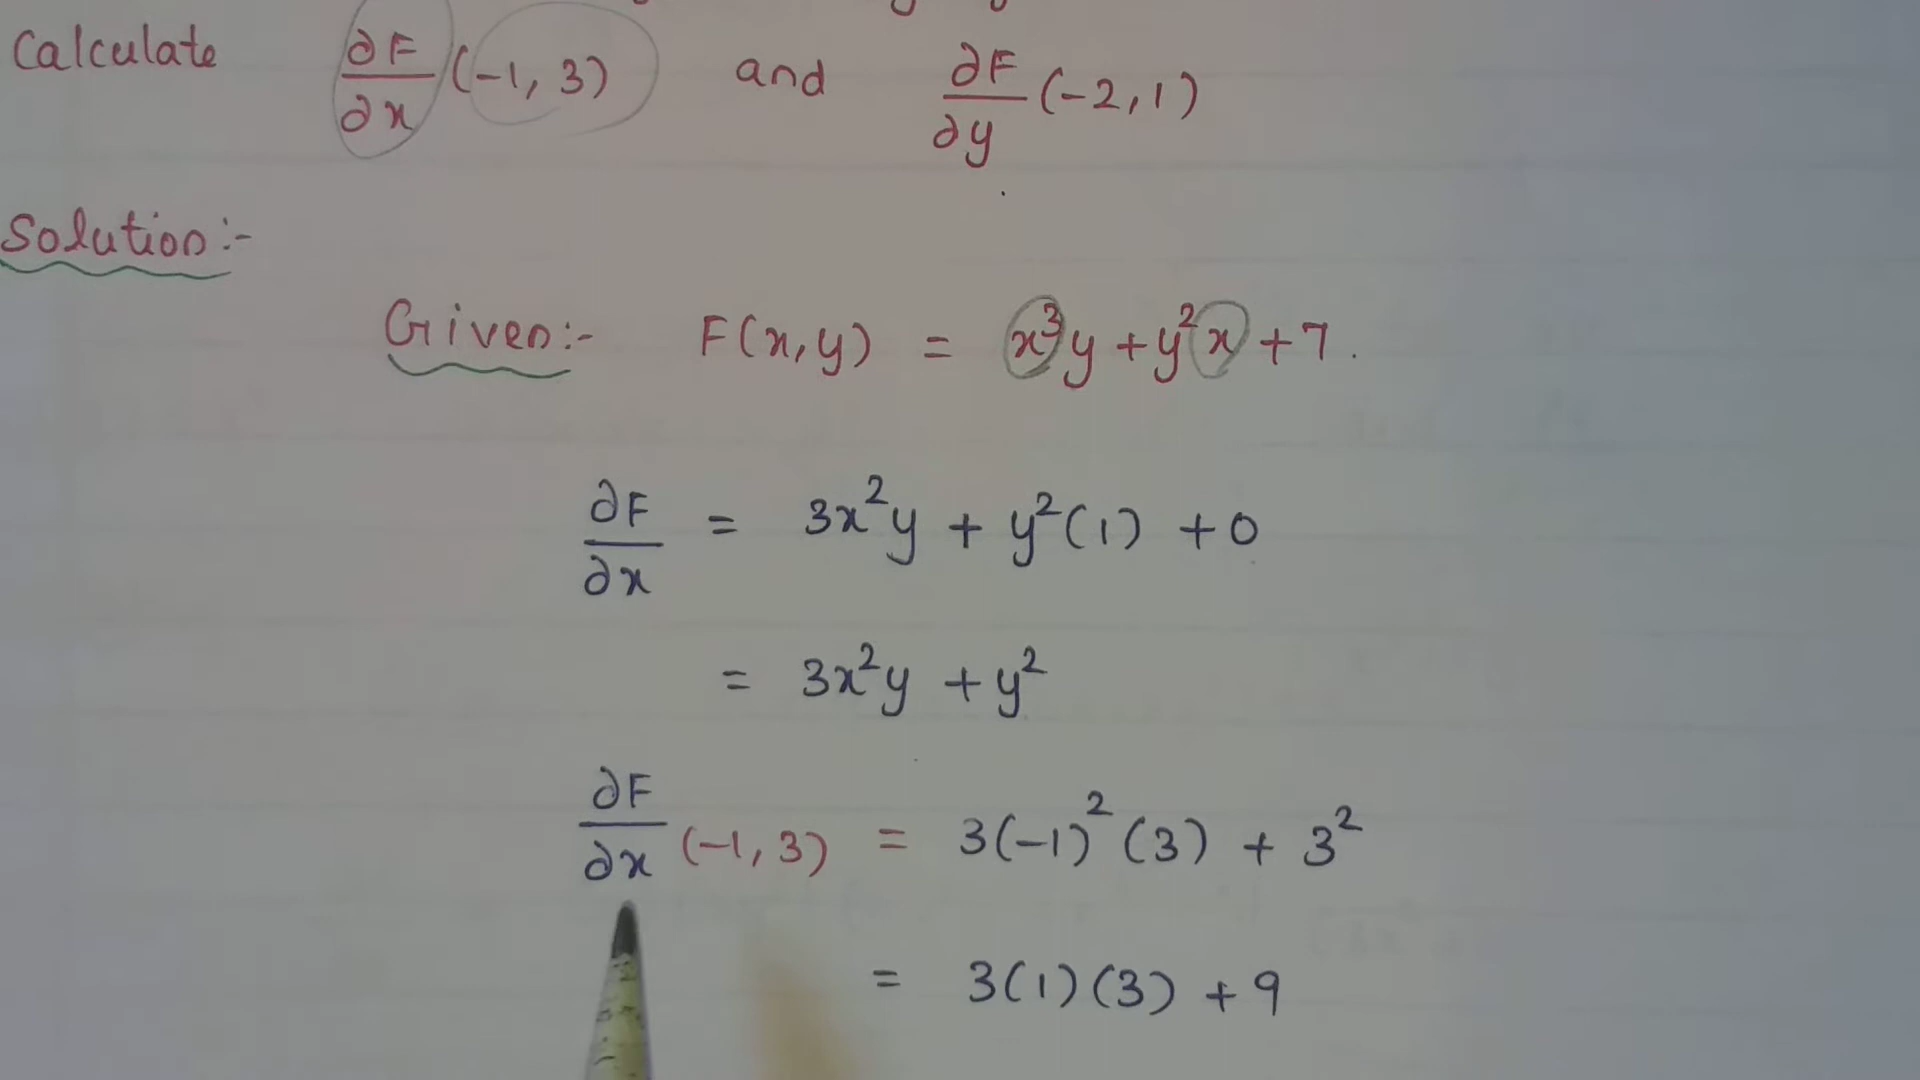 Calculate ∂F/∂x (-1, 3) and ∂F/∂y (-2, 1)
Solution:-
Given:- F(x,y) = x³y + y²x + 7.
∂F/∂x = 3x²y + y²(1) + 0
= 3x²y + y²
∂F/∂x (-1, 3) = 3(-1)² (3) + 3²
= 3(1)(3) + 9